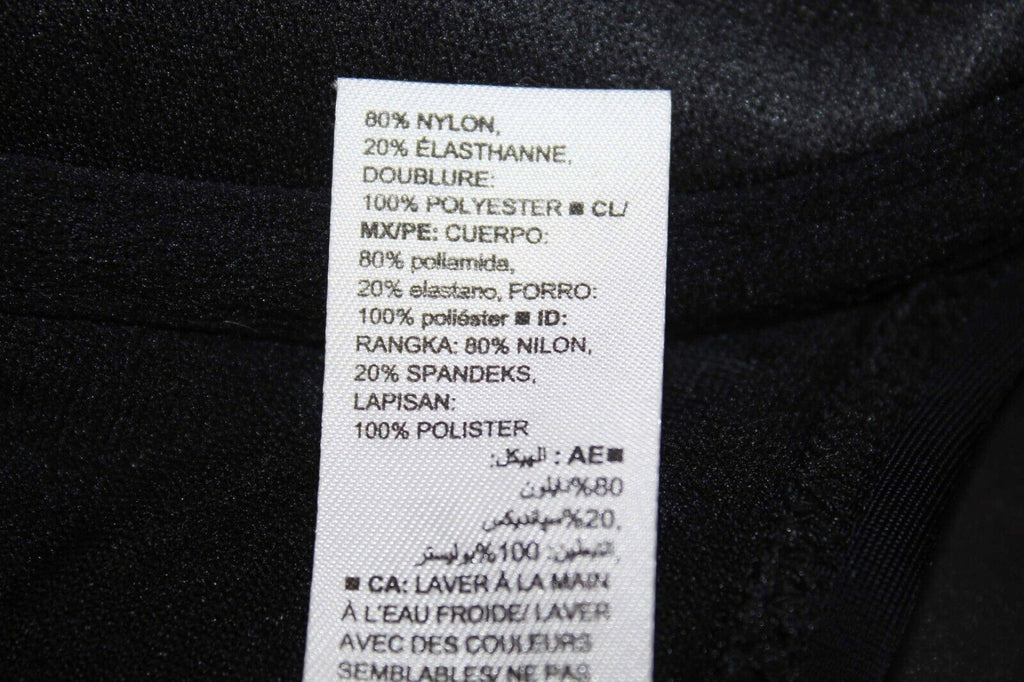 80% NYLON,
20% ÉLASTHANNE,
DOUBLURE:
100% POLYESTER ■ CL/
MX/PE: CUERPO:
80% poliamida,
20% elastano, FORRO:
100% poliéster ■ ID:
RANGKA: 80% NILON,
20% SPANDEKS,
LAPISAN:
100% POLISTER
■AE : الهيكل:
80%نايلون
20%سپانديكس,
التبطين: 100%بوليستر,
■ CA: LAVER À LA MAIN
À L'EAU FROIDE/ LAVER
AVEC DES COULEURS
SEMBLABLES/ NE PAS